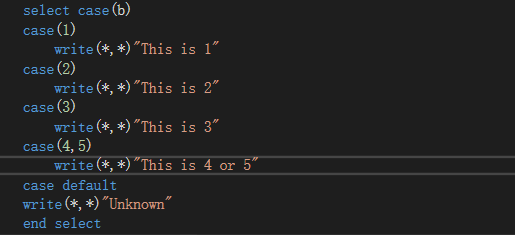 select case(b)
case(1)
    write(*,*)"This is 1"
case(2)
    write(*,*)"This is 2"
case(3)
    write(*,*)"This is 3"
case(4,5)
    write(*,*)"This is 4 or 5"
case default
write(*,*)"Unknown"
end select